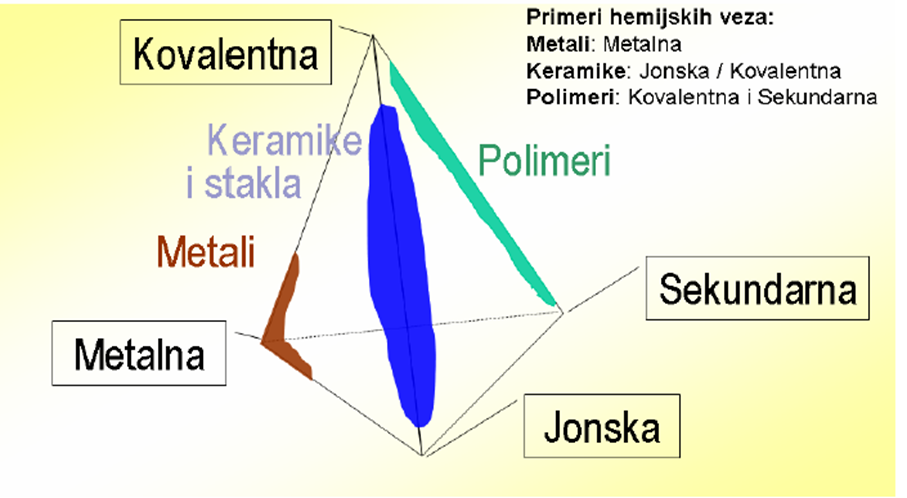 Primeri hemijskih veza:
Metali: Metalna
Keramike: Jonska / Kovalentna
Polimeri: Kovalentna i Sekundarna
Kovalentna
Keramike
i stakla
Polimeri
Metali
Sekundarna
Metalna
Jonska